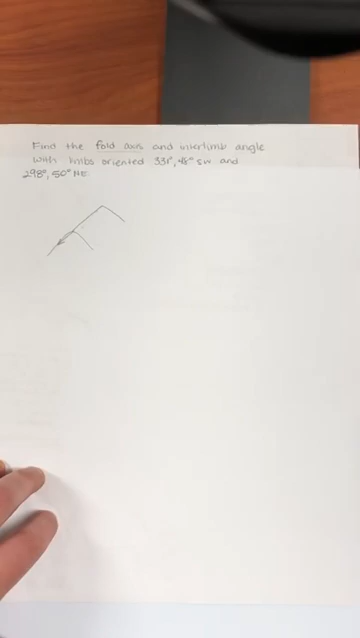 Find the fold axis and interlimb angle
with limbs oriented 331°, 48° SW and
298°, 50° NE